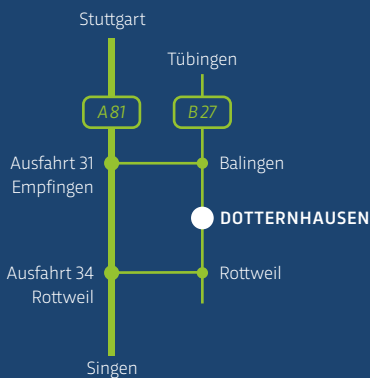 Stuttgart
Tübingen
A 81
B 27
Ausfahrt 31
Empfingen
Balingen
DOTTERNHAUSEN
Ausfahrt 34
Rottweil
Rottweil
Singen